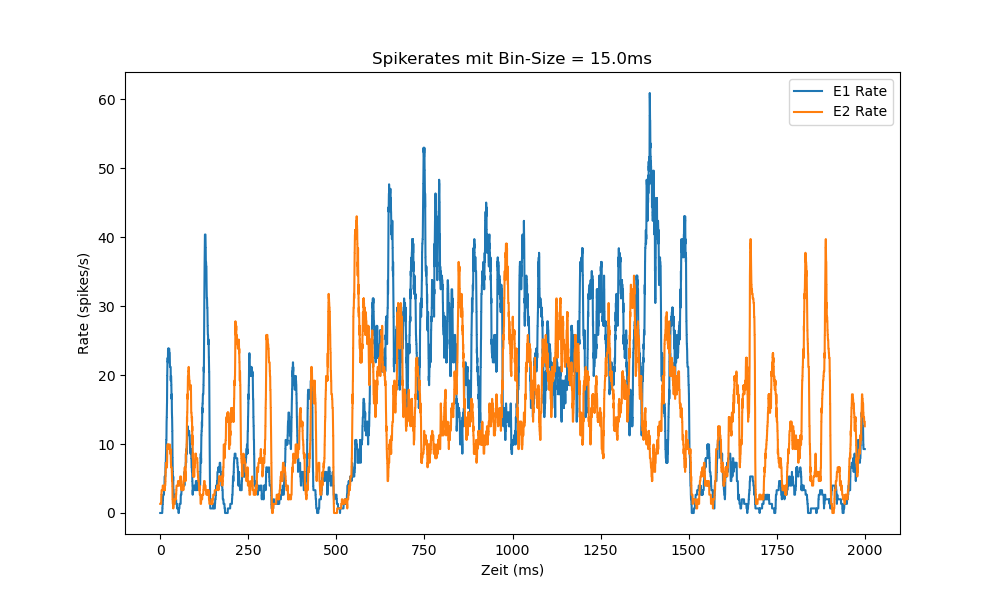 Spikerates mit Bin-Size = 15.0ms
E1 Rate
E2 Rate
60
50
40
30
20
10
0
Rate (spikes/s)
0 250 500 750 1000 1250 1500 1750 2000
Zeit (ms)